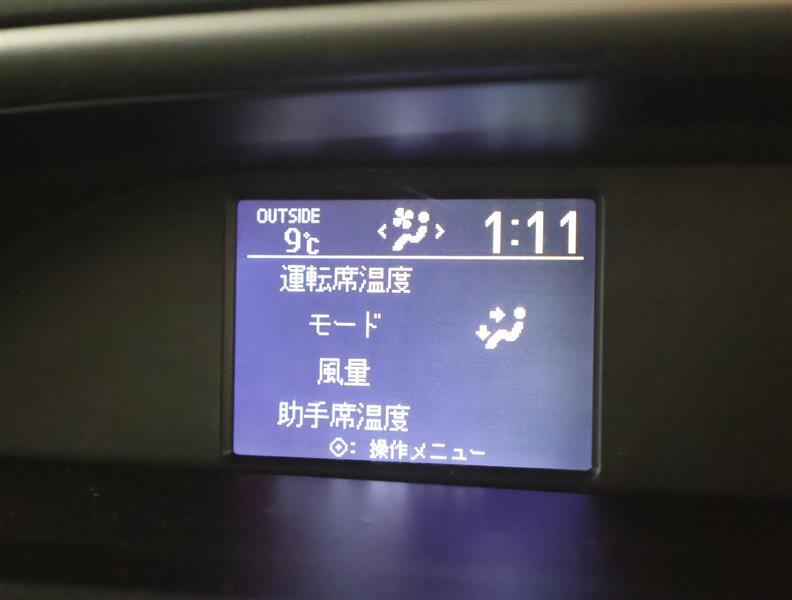 OUTSIDE
9℃
1:11
運転席温度
モード
風量
助手席温度
: 操作メニュー